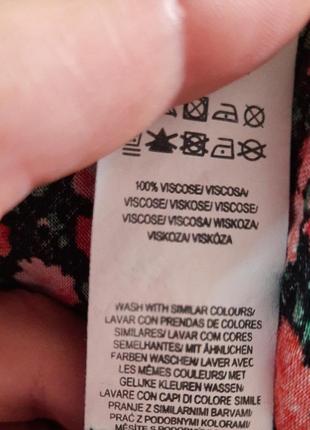 100% VISCOSE/ VISCOSA/
VISCOSE/ VISKOSE/ VISCOSE/
VISCOSE/ VISCOSA/ WISKOZA/
VISKOZA/ VISKÓZA
WASH WITH SIMILAR COLOURS/
LAVAR CON PRENDAS DE COLORES
SIMILARES/ LAVAR COM CORES
SEMELHANTES/ MIT ÄHNLICHEN
FARBEN WASCHEN/ LAVER AVEC
LES MÊMES COULEURS/ MET
GELIJKE KLEUREN WASSEN/
LAVARE CON CAPI DI COLORE SIMILE
PRANJE Z SIMILARNIMI BARVAMI/
PRAĆ Z PODOBNYMI KOLORAMI/
MĚSÍTE S PODOBN